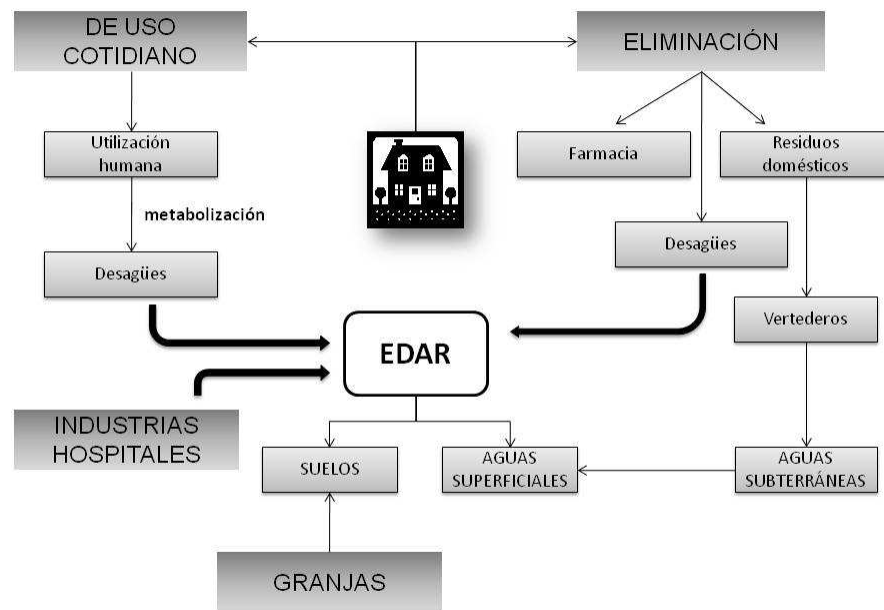 DE USO
COTIDIANO
ELIMINACIÓN
Utilización
humana
Farmacia
Residuos
domésticos
metabolización
Desagües
Desagües
Vertederos
EDAR
INDUSTRIAS
HOSPITALES
SUELOS
AGUAS
SUPERFICIALES
AGUAS
SUBTERRÁNEAS
GRANJAS